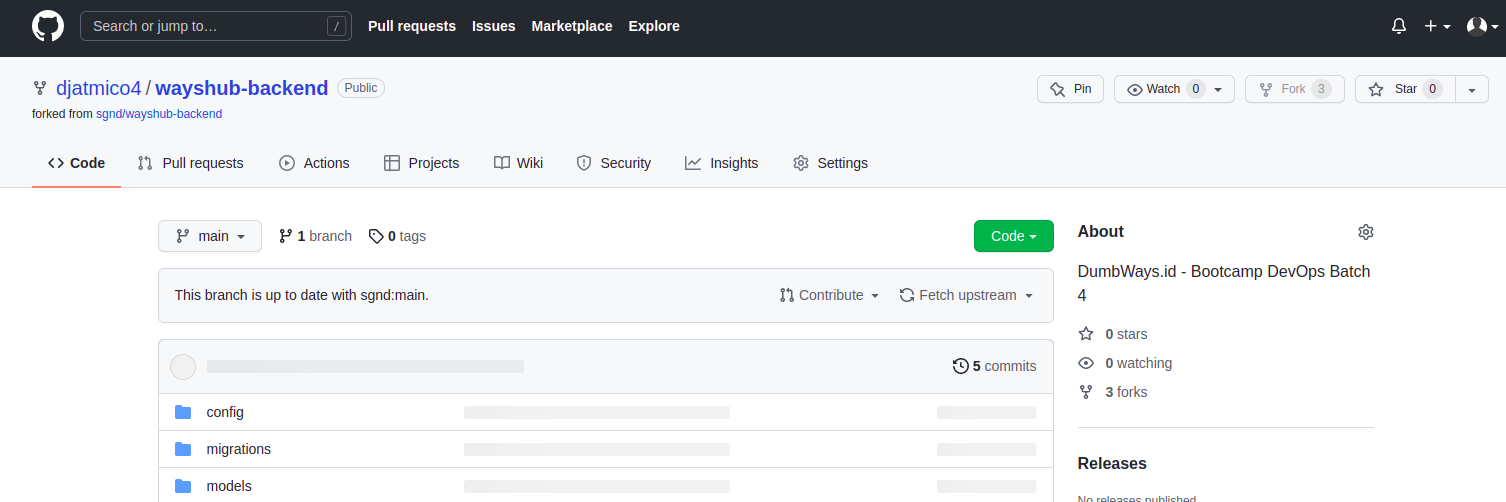 Search or jump to… / Pull requests Issues Marketplace Explore
djatmico4 / wayshub-backend Public Pin Watch 0 Fork 3 Star 0
forked from sgnd/wayshub-backend
Code Pull requests Actions Projects Wiki Security Insights Settings
main 1 branch 0 tags Code
About
DumbWays.id - Bootcamp DevOps Batch
4
This branch is up to date with sgnd:main. Contribute Fetch upstream
0 stars
0 watching
3 forks
5 commits
config
migrations
models
Releases
No releases published